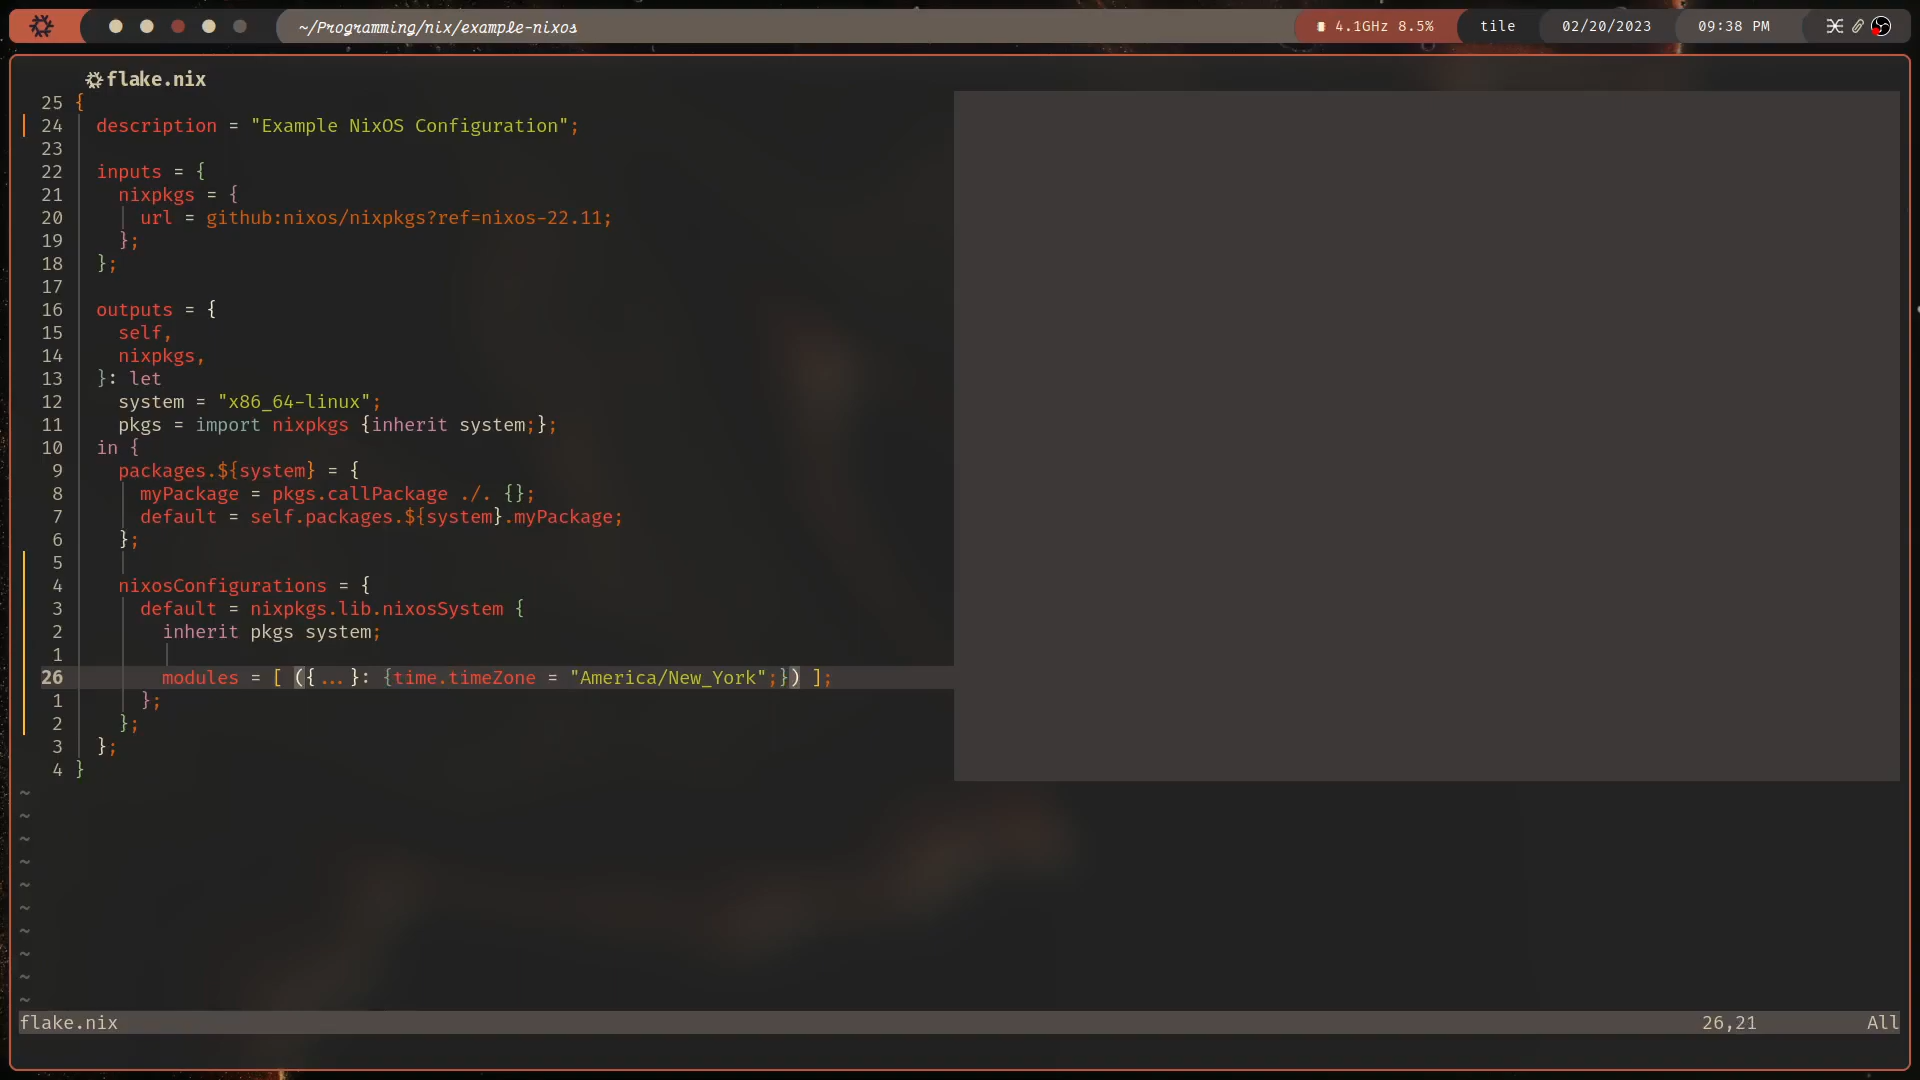 ~/Programming/nix/example-nixos 4.1GHz 8.5% tile 02/20/2023 09:38 PM
flake.nix
25 {
24 description = "Example NixOS Configuration";
23
22 inputs = {
21 nixpkgs = {
20 url = github:nixos/nixpkgs?ref=nixos-22.11;
19 };
18 };
17
16 outputs = {
15 self,
14 nixpkgs,
13 }: let
12 system = "x86_64-linux";
11 pkgs = import nixpkgs {inherit system;};
10 in {
9 packages.${system} = {
8 myPackage = pkgs.callPackage ./. {};
7 default = self.packages.${system}.myPackage;
6 };
5
4 nixosConfigurations = {
3 default = nixpkgs.lib.nixosSystem {
2 inherit pkgs system;
1
26 modules = [ ({ ... }: {time.timeZone = "America/New_York";}) ];
1 };
2 };
3 };
4 }
~
~
~
~
~
~
~
~
~
~
flake.nix 26,21 All